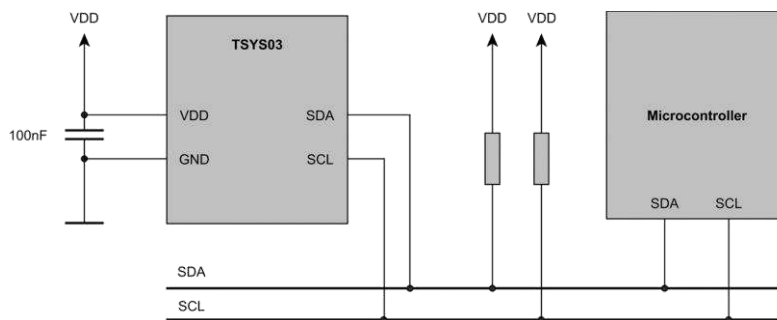 VDD
TSYS03
VDD
VDD
VDD
SDA
100nF
Microcontroller
GND
SCL
SDA
SCL
SDA
SCL